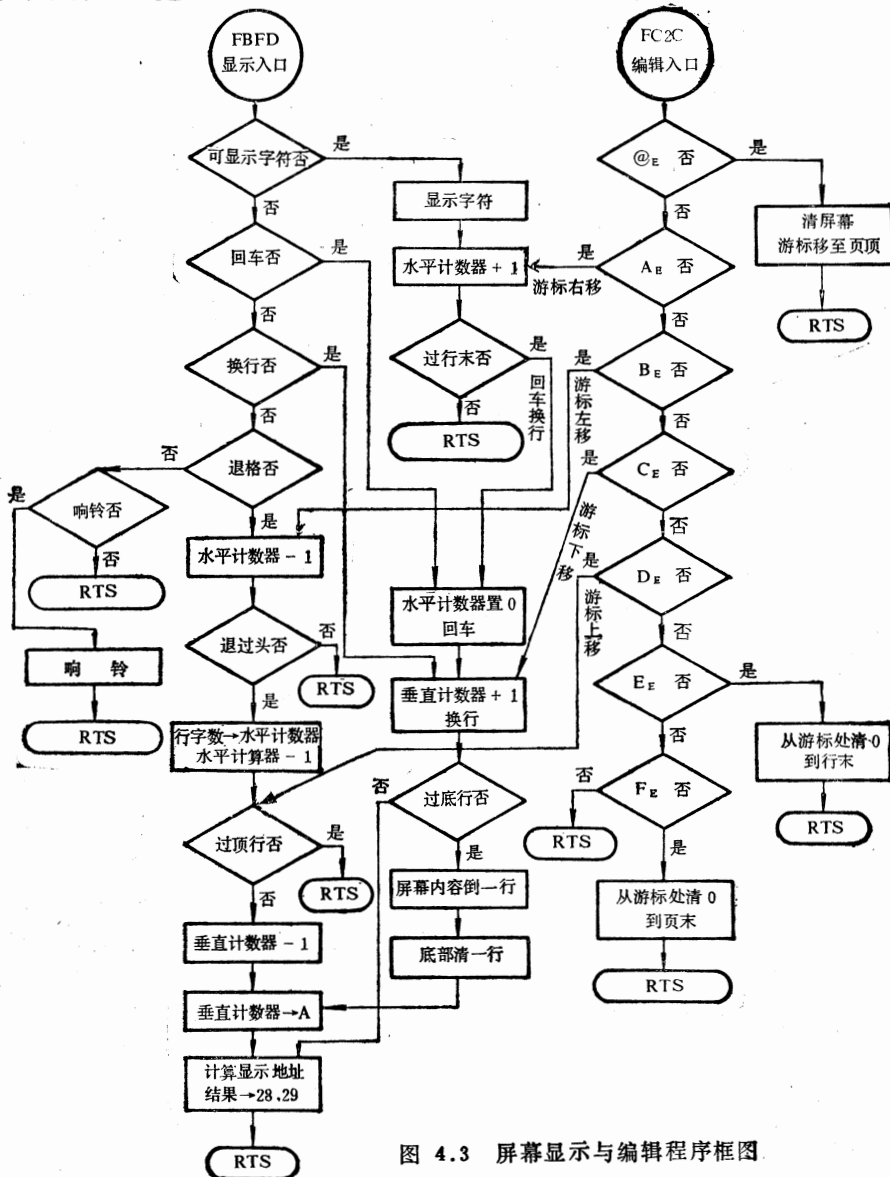 FBFD
显示入口
FC2C
编辑入口
可显示字符否
是
否
@E 否
是
否
显示字符
清屏幕
游标移至页顶
RTS
回车否
是
否
水平计数器+1
是
游标右移
AE 否
否
换行否
是
否
过行末否
是
否
回车换行
RTS
BE 否
是
游标左移
否
退格否
否
是
响铃否
是
否
RTS
CE 否
是
游标下移
否
水平计数器-1
水平计数器置0
回车
DE 否
是
游标上移
否
响 铃
RTS
退过头否
否
RTS
是
垂直计数器+1
换行
EE 否
是
否
从游标处清0
到行末
RTS
行字数→水平计数器
水平计算器-1
过底行否
否
是
FE 否
否
RTS
是
过顶行否
是
RTS
否
屏幕内容倒一行
从游标处清0
到页末
RTS
垂直计数器-1
底部清一行
垂直计数器→A
计算显示地址
结果→28.29
RTS
图 4.3 屏幕显示与编辑程序框图